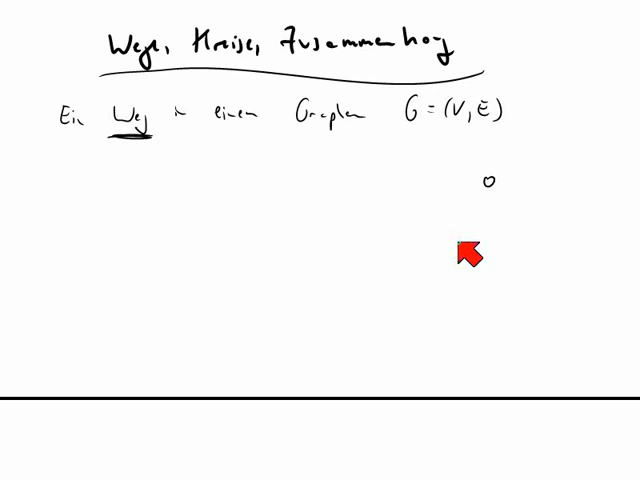 Wege, Kreise, Zusammenhang
Ein Weg in einem Graphen G = (V, E)